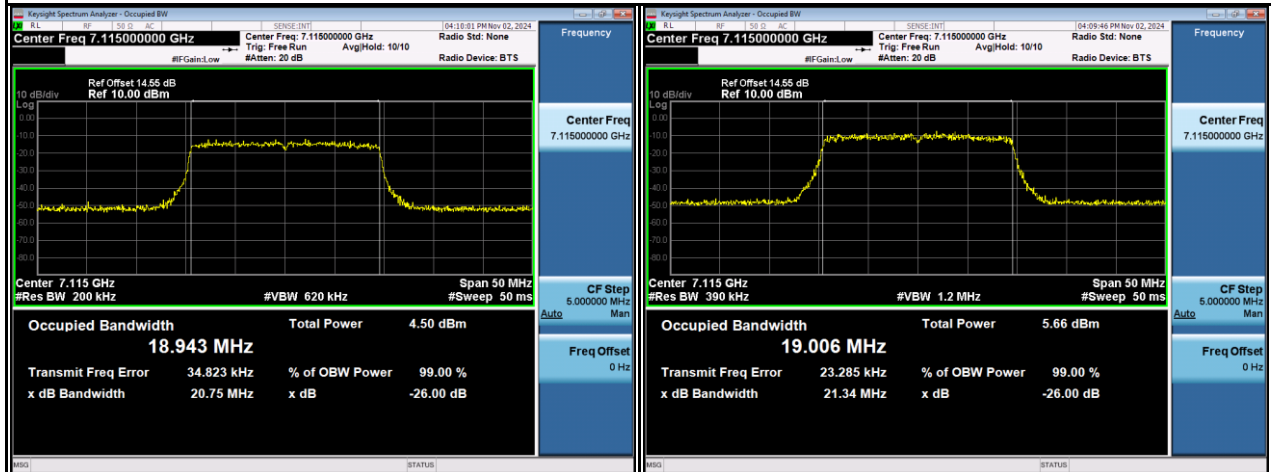 Keysight Spectrum Analyzer - Occupied BW
RL RF 50 Ω AC SENSE:INT 04:10:01 PM Nov 02, 2024
Center Freq 7.115000000 GHz
Center Freq: 7.115000000 GHz
Radio Std: None
Trig: Free Run Avg|Hold: 10/10
#IFGain:Low #Atten: 20 dB Radio Device: BTS
Ref Offset 14.55 dB
10 dB/div Ref 10.00 dBm
Log
0.00
-10.0
-20.0
-30.0
-40.0
-50.0
-60.0
-70.0
-80.0
Center 7.115 GHz Span 50 MHz
#Res BW 200 kHz #VBW 620 kHz #Sweep 50 ms
Occupied Bandwidth Total Power 4.50 dBm
18.943 MHz
Transmit Freq Error 34.823 kHz % of OBW Power 99.00 %
x dB Bandwidth 20.75 MHz x dB -26.00 dB
MSG STATUS
Frequency
Center Freq
7.115000000 GHz
CF Step
5.000000 MHz
Auto Man
Freq Offset
0 Hz
Keysight Spectrum Analyzer - Occupied BW
RL RF 50 Ω AC SENSE:INT 04:09:46 PM Nov 02, 2024
Center Freq 7.115000000 GHz
Center Freq: 7.115000000 GHz
Radio Std: None
Trig: Free Run Avg|Hold: 10/10
#IFGain:Low #Atten: 20 dB Radio Device: BTS
Ref Offset 14.55 dB
10 dB/div Ref 10.00 dBm
Log
0.00
-10.0
-20.0
-30.0
-40.0
-50.0
-60.0
-70.0
-80.0
Center 7.115 GHz Span 50 MHz
#Res BW 390 kHz #VBW 1.2 MHz #Sweep 50 ms
Occupied Bandwidth Total Power 5.66 dBm
19.006 MHz
Transmit Freq Error 23.285 kHz % of OBW Power 99.00 %
x dB Bandwidth 21.34 MHz x dB -26.00 dB
MSG STATUS
Frequency
Center Freq
7.115000000 GHz
CF Step
5.000000 MHz
Auto Man
Freq Offset
0 Hz